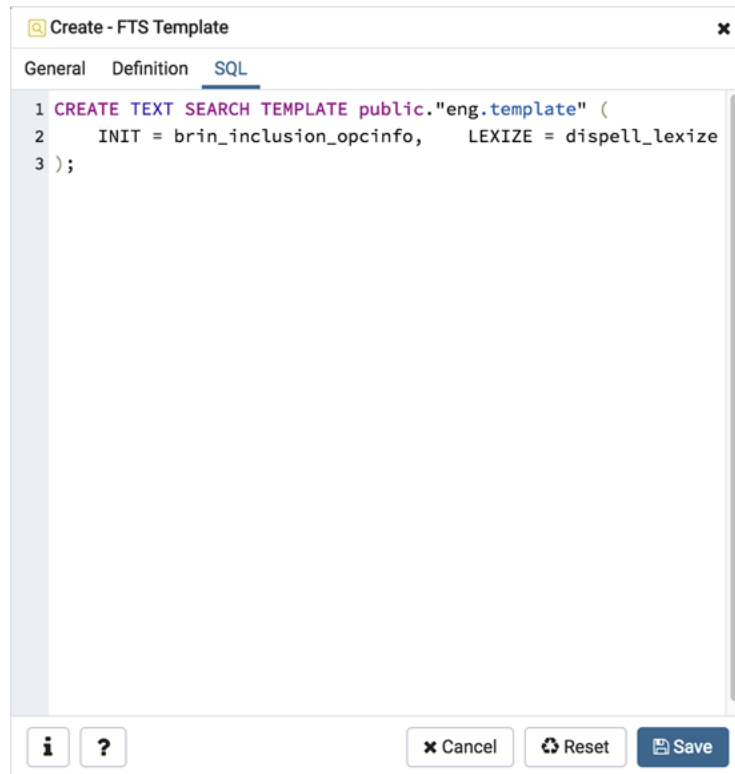 Create - FTS Template
General Definition SQL
1 CREATE TEXT SEARCH TEMPLATE public."eng.template" (
2 INIT = brin_inclusion_opcinfo, LEXIZE = dispell_lexize
3 );
i ? Cancel Reset Save